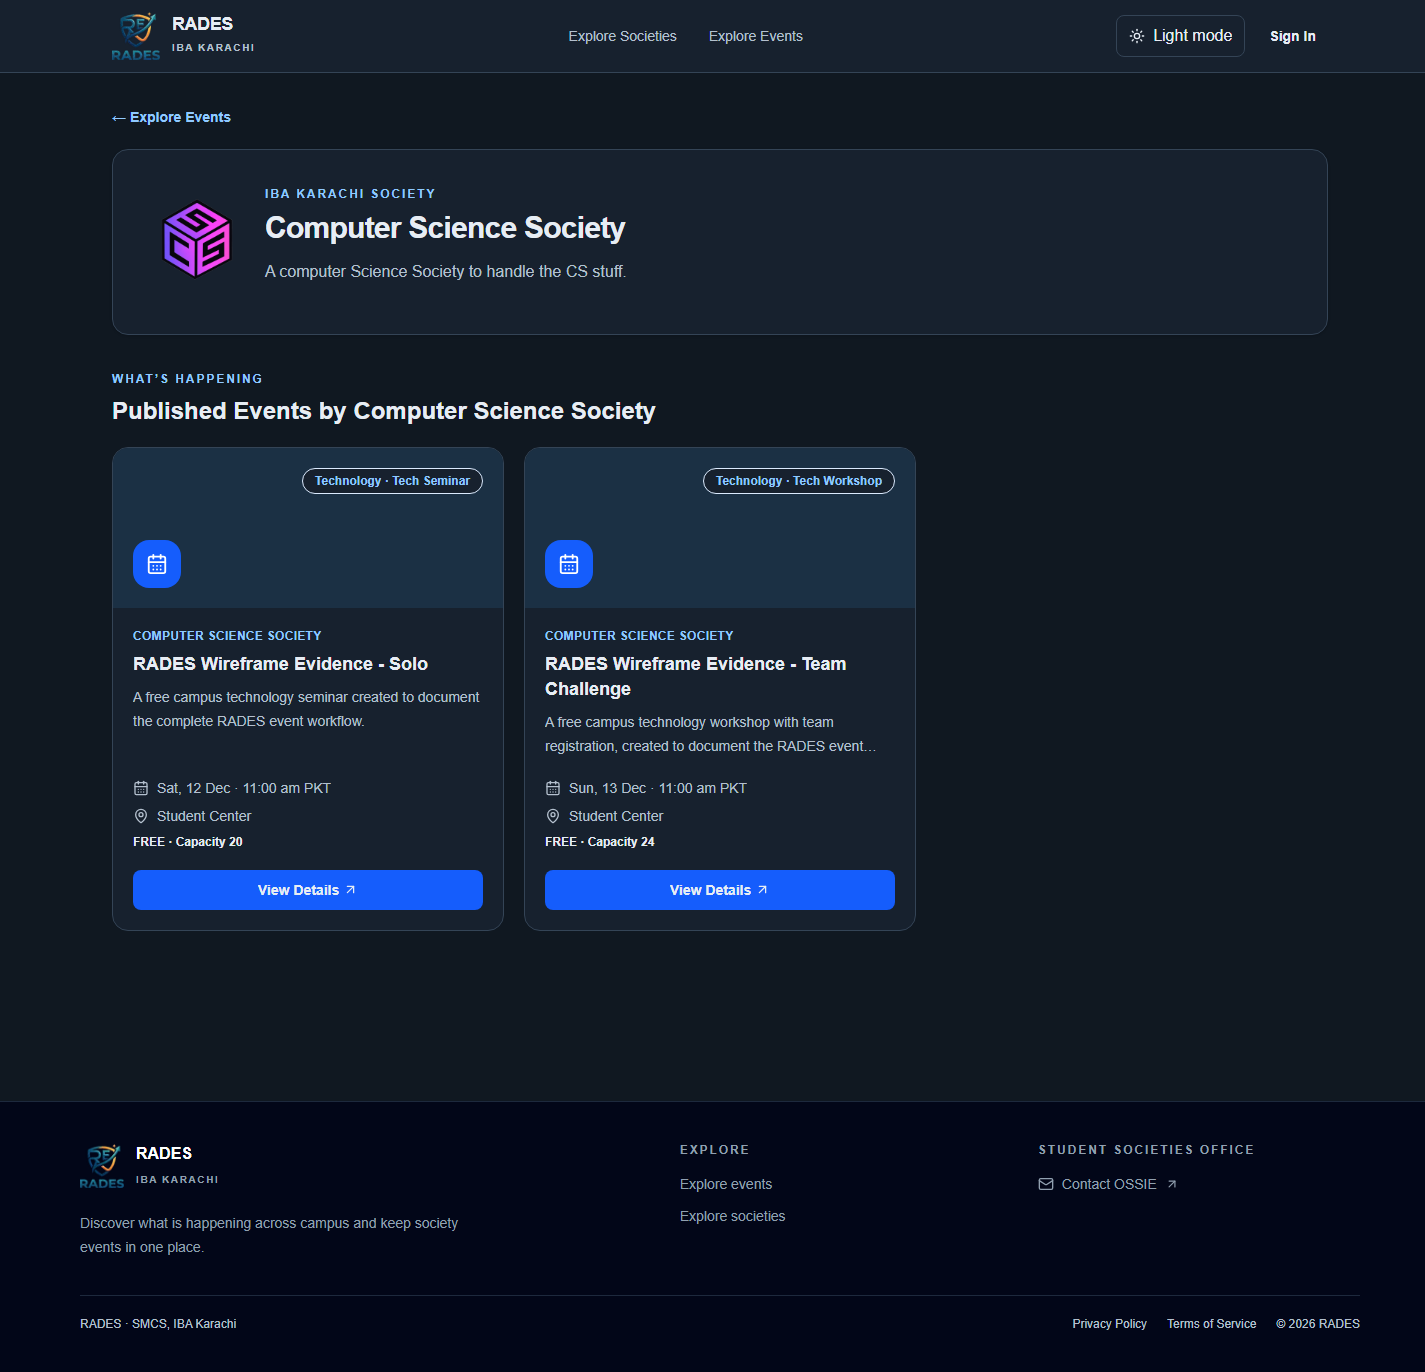 RADES
IBA KARACHI
RADES
Explore Societies
Explore Events
Light mode
Sign In
← Explore Events
IBA KARACHI SOCIETY
Computer Science Society
A computer Science Society to handle the CS stuff.
WHAT'S HAPPENING
Published Events by Computer Science Society
Technology · Tech Seminar
COMPUTER SCIENCE SOCIETY
RADES Wireframe Evidence - Solo
A free campus technology seminar created to document
the complete RADES event workflow.
Sat, 12 Dec · 11:00 am PKT
Student Center
FREE · Capacity 20
View Details
Technology · Tech Workshop
COMPUTER SCIENCE SOCIETY
RADES Wireframe Evidence - Team
Challenge
A free campus technology workshop with team
registration, created to document the RADES event…
Sun, 13 Dec · 11:00 am PKT
Student Center
FREE · Capacity 24
View Details
RADES
IBA KARACHI
RADES
Discover what is happening across campus and keep society
events in one place.
EXPLORE
Explore events
Explore societies
STUDENT SOCIETIES OFFICE
Contact OSSIE
RADES · SMCS, IBA Karachi
Privacy Policy
Terms of Service
© 2026 RADES